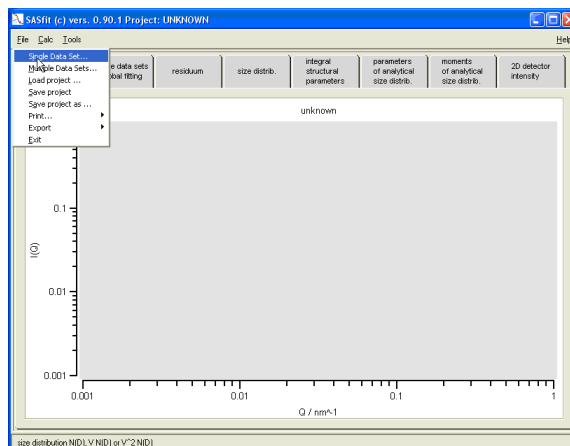 SASfit (c) vers. 0.90.1 Project: UNKNOWN
File Calc Tools Help
Single Data Set...
Multiple Data Sets...
Load project ...
Save project
Save project as ...
Print...
Export
Exit
data sets
fitting
residuum
size distrib.
integral
structural
parameters
parameters
of analytical
size distrib.
moments
of analytical
size distrib.
2D detector
intensity
unknown
I(Q)
0.1
0.01
0.001
0.001 0.01 0.1 1
Q / nm^-1
size distribution N(D), V N(D) or V^2 N(D)